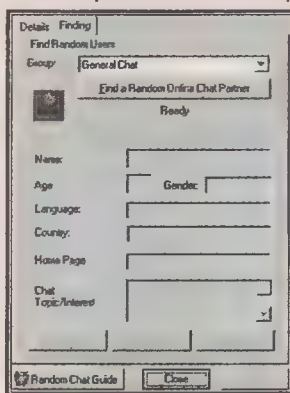 Details Finding
Find Random Users
Group: General Chat
Find a Random Online Chat Partner
Ready
Name:
Age Gender:
Language:
Country:
Home Page
Chat
Topic/Interest
Random Chat Guide Close